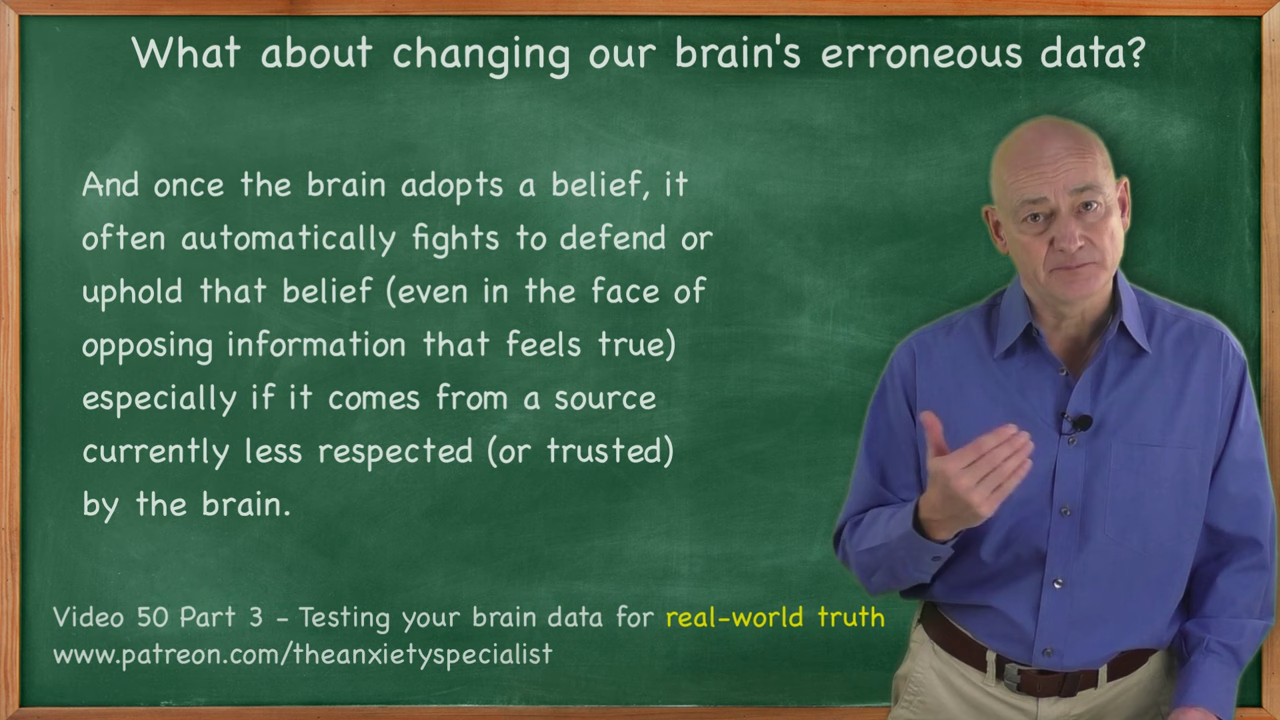 What about changing our brain's erroneous data?
And once the brain adopts a belief, it
often automatically fights to defend or
uphold that belief (even in the face of
opposing information that feels true)
especially if it comes from a source
currently less respected (or trusted)
by the brain.
Video 50 Part 3 - Testing your brain data for real-world truth
www.patreon.com/theanxietyspecialist